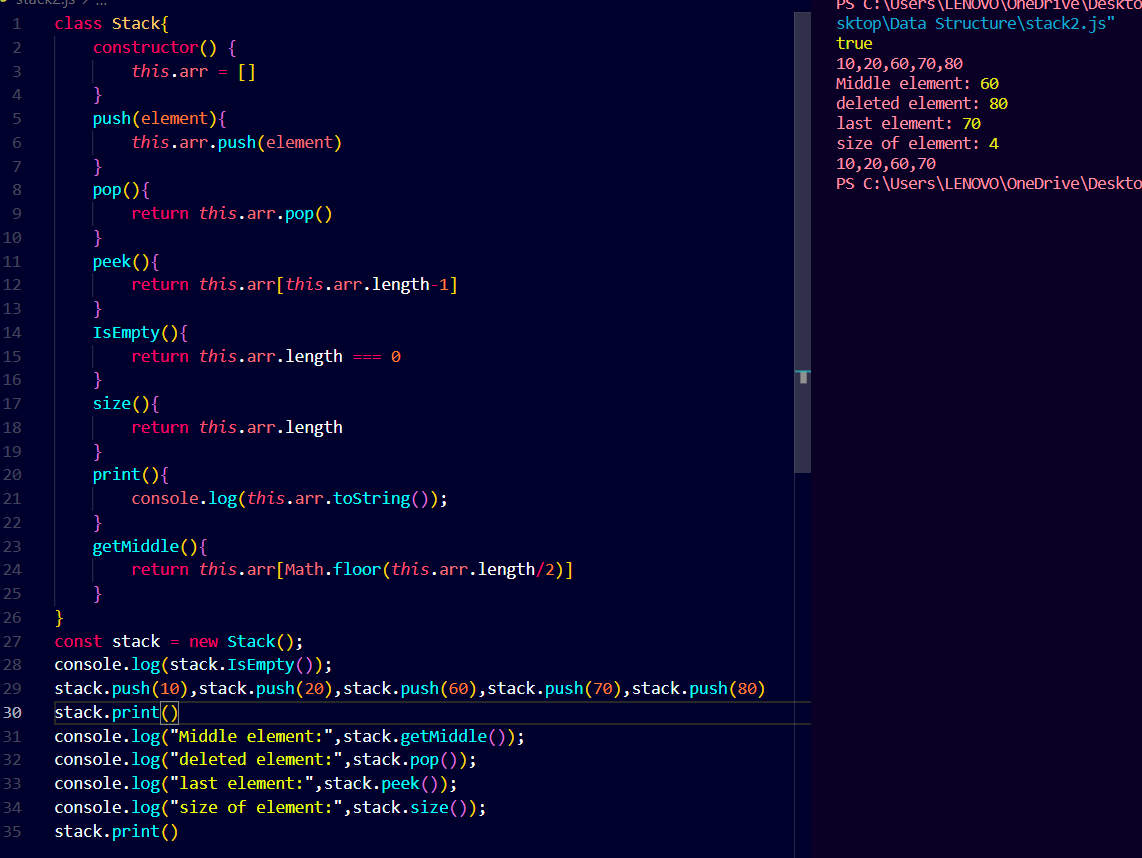 stack2.js > ...
1 class Stack{
2 constructor() {
3 this.arr = []
4 }
5 push(element){
6 this.arr.push(element)
7 }
8 pop(){
9 return this.arr.pop()
10 }
11 peek(){
12 return this.arr[this.arr.length-1]
13 }
14 IsEmpty(){
15 return this.arr.length === 0
16 }
17 size(){
18 return this.arr.length
19 }
20 print(){
21 console.log(this.arr.toString());
22 }
23 getMiddle(){
24 return this.arr[Math.floor(this.arr.length/2)]
25 }
26 }
27 const stack = new Stack();
28 console.log(stack.IsEmpty());
29 stack.push(10),stack.push(20),stack.push(60),stack.push(70),stack.push(80)
30 stack.print()
31 console.log("Middle element:",stack.getMiddle());
32 console.log("deleted element:",stack.pop());
33 console.log("last element:",stack.peek());
34 console.log("size of element:",stack.size());
35 stack.print()
PS C:\Users\LENOVO\OneDrive\Deskto
sktop\Data Structure\stack2.js"
true
10,20,60,70,80
Middle element: 60
deleted element: 80
last element: 70
size of element: 4
10,20,60,70
PS C:\Users\LENOVO\OneDrive\Deskto